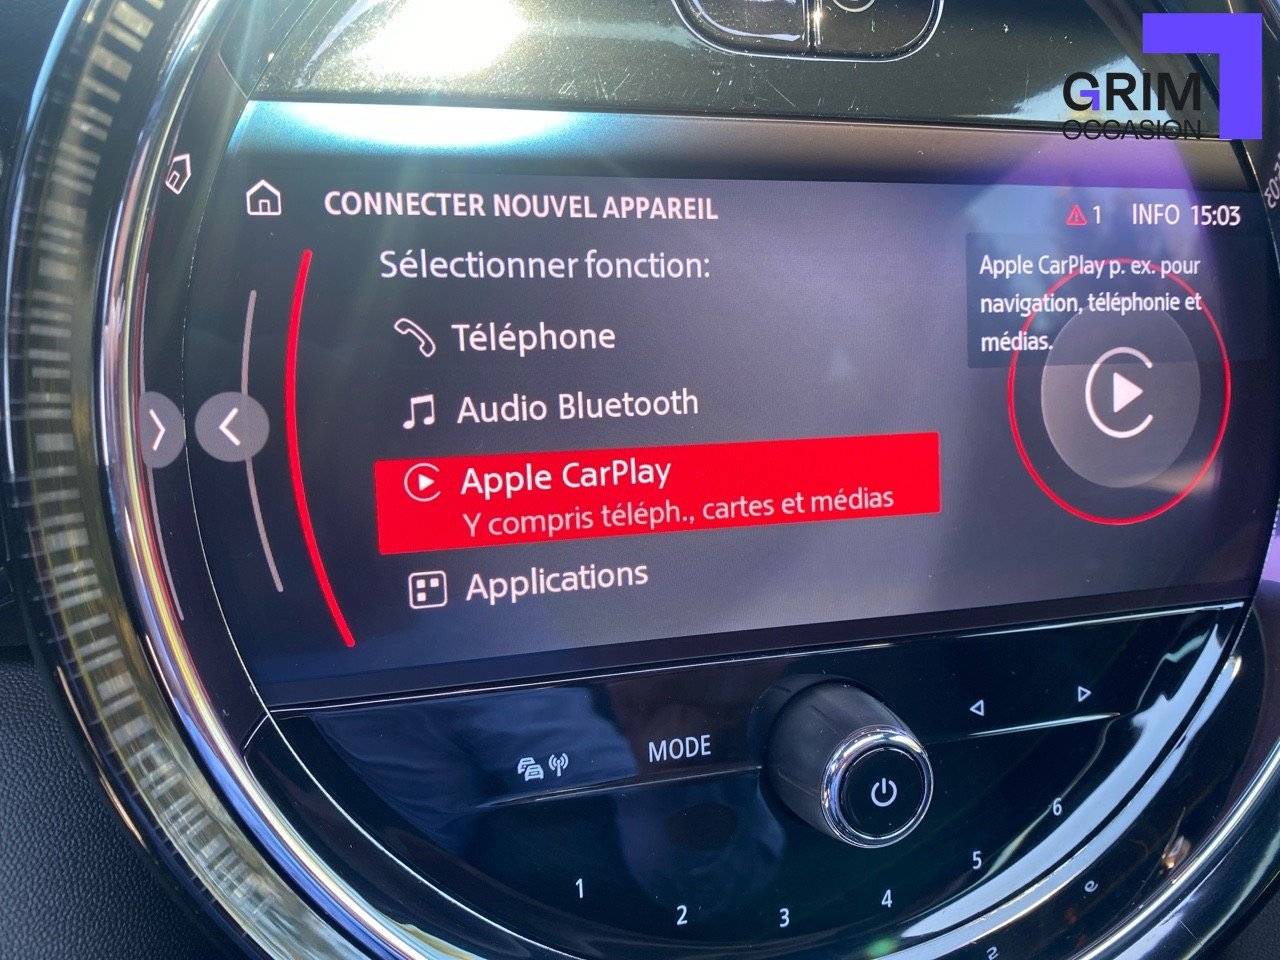 GRIM
OCCASION
CONNECTER NOUVEL APPAREIL
1 INFO 15:03
Sélectionner fonction:
Téléphone
Audio Bluetooth
Apple CarPlay
Y compris téléph., cartes et médias
Applications
Apple CarPlay p. ex. pour
navigation, téléphonie et
médias.
MODE
1 2 3 4 5 6